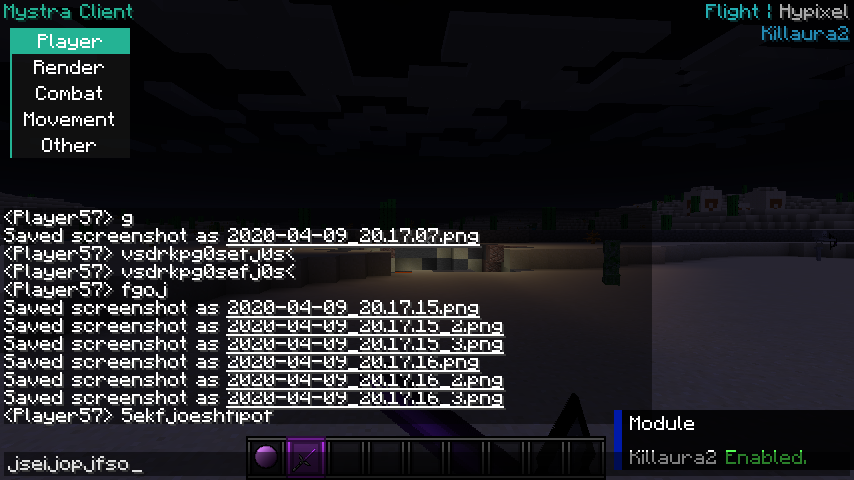 Mystra Client
Flight | Hypixel
Killaura2
Player
Render
Combat
Movement
Other
<Player57> g
Saved screenshot as 2020-04-09_20.17.07.png
<Player57> vsdrkpg0sefj0s<
<Player57> vsdrkpg0sefj0s<
<Player57> fgoj
Saved screenshot as 2020-04-09_20.17.15.png
Saved screenshot as 2020-04-09_20.17.15_2.png
Saved screenshot as 2020-04-09_20.17.15_3.png
Saved screenshot as 2020-04-09_20.17.16.png
Saved screenshot as 2020-04-09_20.17.16_2.png
Saved screenshot as 2020-04-09_20.17.16_3.png
<Player57> 5ekfjoeshtipot
jseijopjfso_
Module
Killaura2 Enabled.